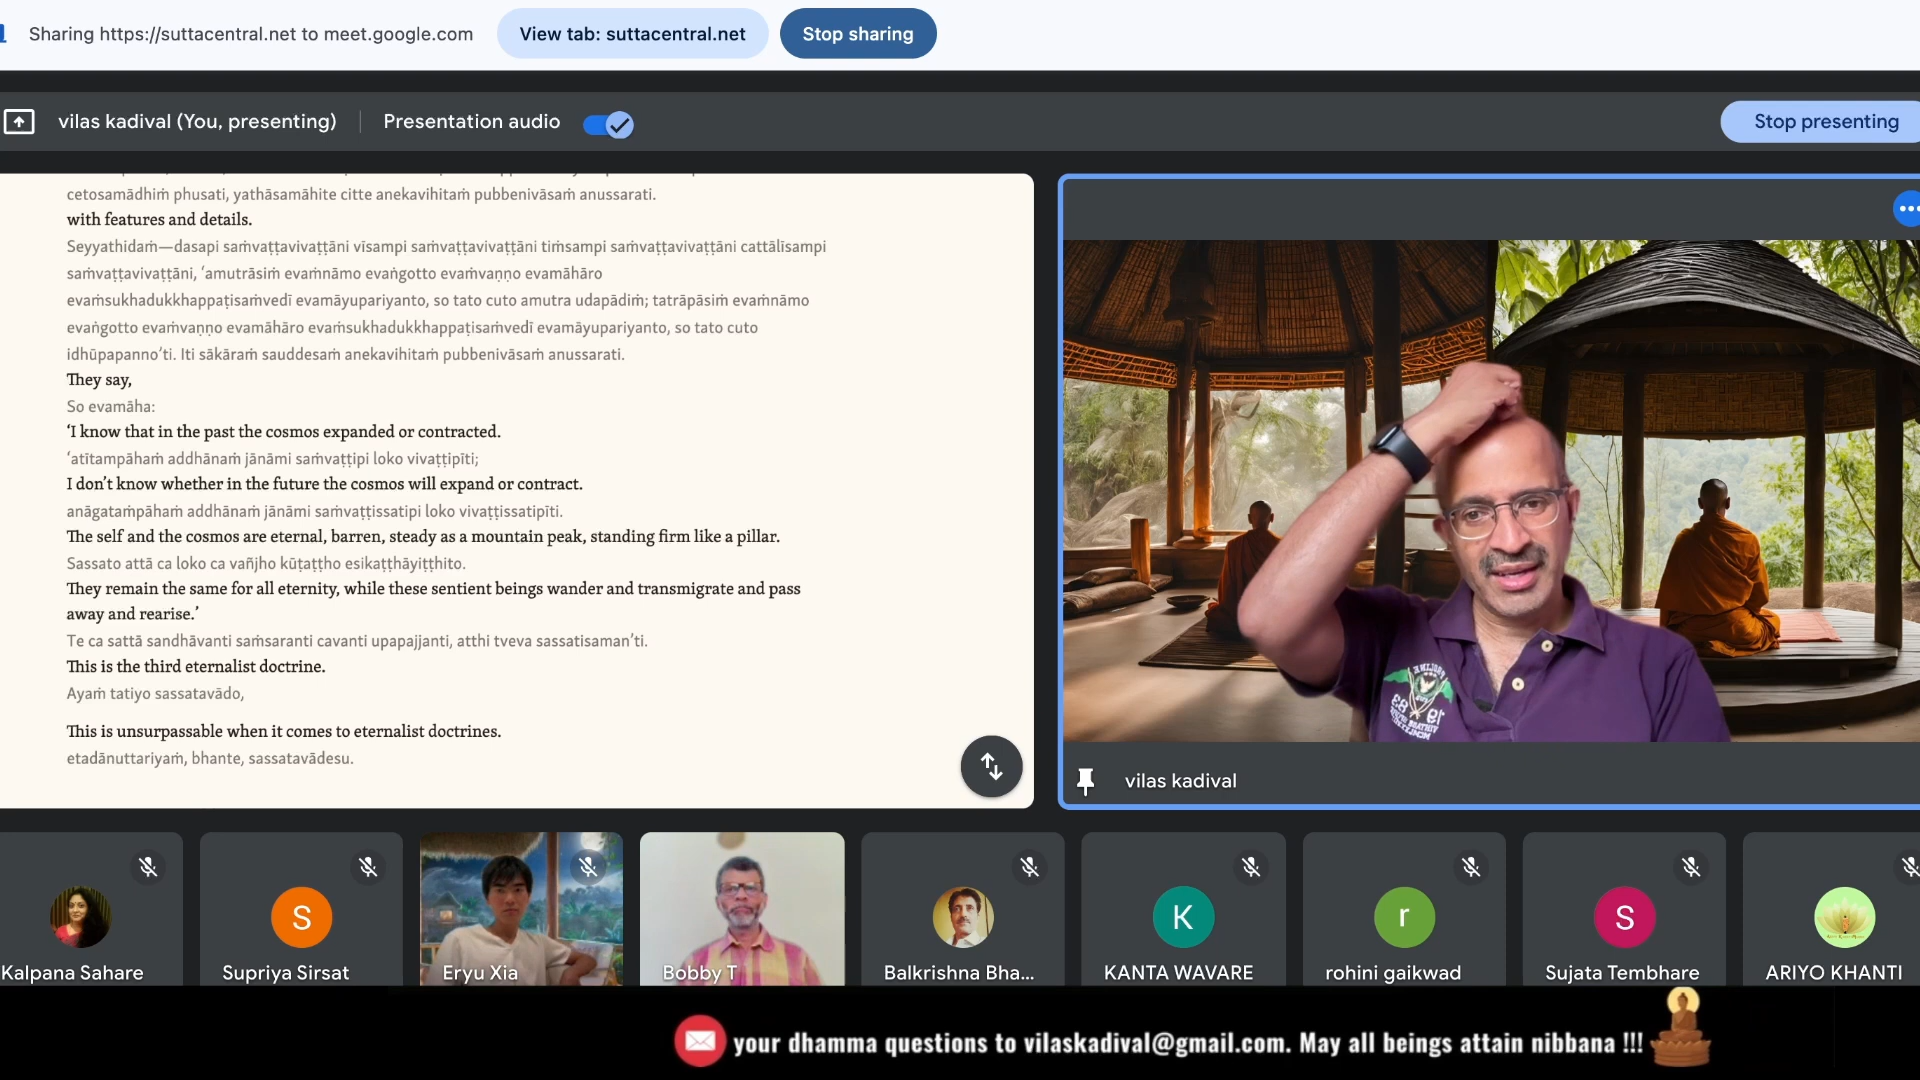 Sharing https://suttacentral.net to meet.google.com
View tab: suttacentral.net
Stop sharing
vilas kadival (You, presenting)
Presentation audio
Stop presenting
cetosamādhiṁ phusati, yathāsamāhite citte anekavihitaṁ pubbenivāsaṁ anussarati.
with features and details.
Seyyathidaṁ—dasapi saṁvaṭṭavivaṭṭāni vīsampi saṁvaṭṭavivaṭṭāni tiṁsampi saṁvaṭṭavivaṭṭāni cattālīsampi
saṁvaṭṭavivaṭṭāni, ‘amutrāsiṁ evaṁnāmo evaṅgotto evaṁvaṇṇo evamāhāro
evaṁsukhadukkhappaṭisaṁvedī evamāyupariyanto, so tato cuto amutra udapādiṁ; tatrāpāsiṁ evaṁnāmo
evaṅgotto evaṁvaṇṇo evamāhāro evaṁsukhadukkhappaṭisaṁvedī evamāyupariyanto, so tato cuto
idhūpapanno’ti. Iti sākāraṁ sauddesaṁ anekavihitaṁ pubbenivāsaṁ anussarati.
They say,
So evamāha:
‘I know that in the past the cosmos expanded or contracted.
‘atītampāhaṁ addhānaṁ jānāmi saṁvaṭṭipi loko vivaṭṭipīti;
I don’t know whether in the future the cosmos will expand or contract.
anāgatampāhaṁ addhānaṁ jānāmi saṁvaṭṭissatipi loko vivaṭṭissatipīti.
The self and the cosmos are eternal, barren, steady as a mountain peak, standing firm like a pillar.
Sassato attā ca loko ca vañjho kūṭaṭṭho esikaṭṭhāyiṭṭhito.
They remain the same for all eternity, while these sentient beings wander and transmigrate and pass
away and rearise.’
Te ca sattā sandhāvanti saṁsaranti cavanti upapajjanti, atthi tveva sassatisaman’ti.
This is the third eternalist doctrine.
Ayaṁ tatiyo sassatavādo,
This is unsurpassable when it comes to eternalist doctrines.
etadānuttariyaṁ, bhante, sassatavādesu.
vilas kadival
Kalpana Sahare
S
Supriya Sirsat
Eryu Xia
Bobby T
Balkrishna Bha...
K
KANTA WAVARE
r
rohini gaikwad
S
Sujata Tembhare
ARIYO KHANTI
your dhamma questions to vilaskadival@gmail.com. May all beings attain nibbana !!!